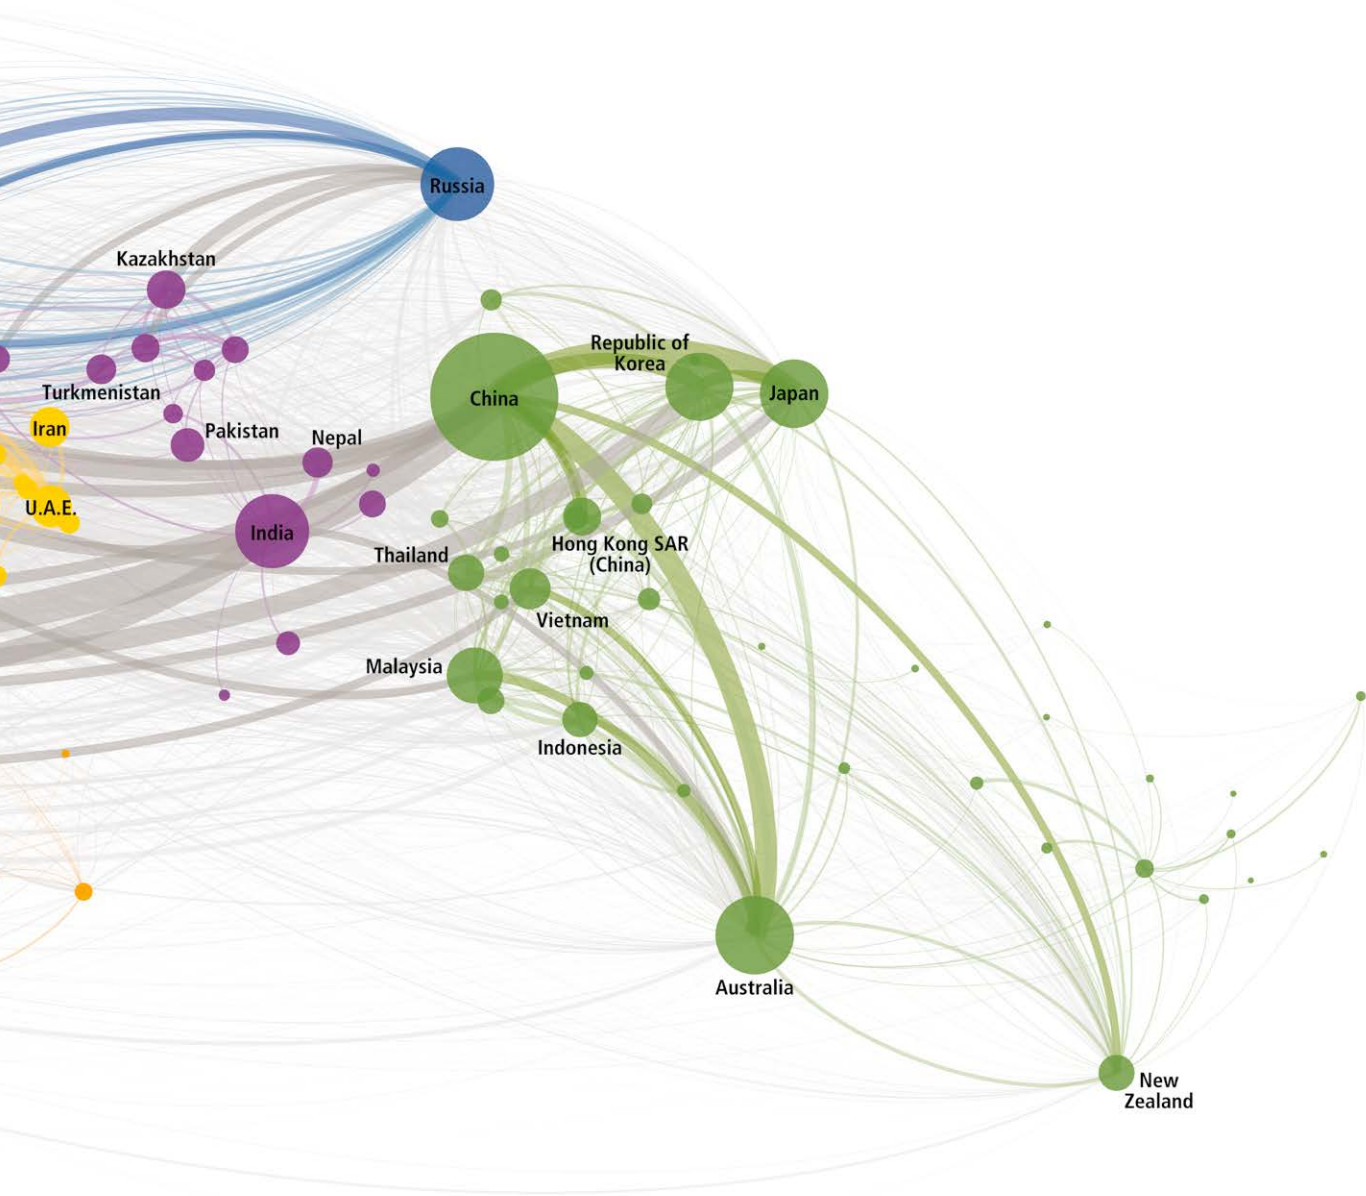 Russia
Kazakhstan
Republic of
Korea
China
Japan
Turkmenistan
Iran
Pakistan
Nepal
U.A.E.
India
Hong Kong SAR
(China)
Thailand
Vietnam
Malaysia
Indonesia
Australia
New
Zealand